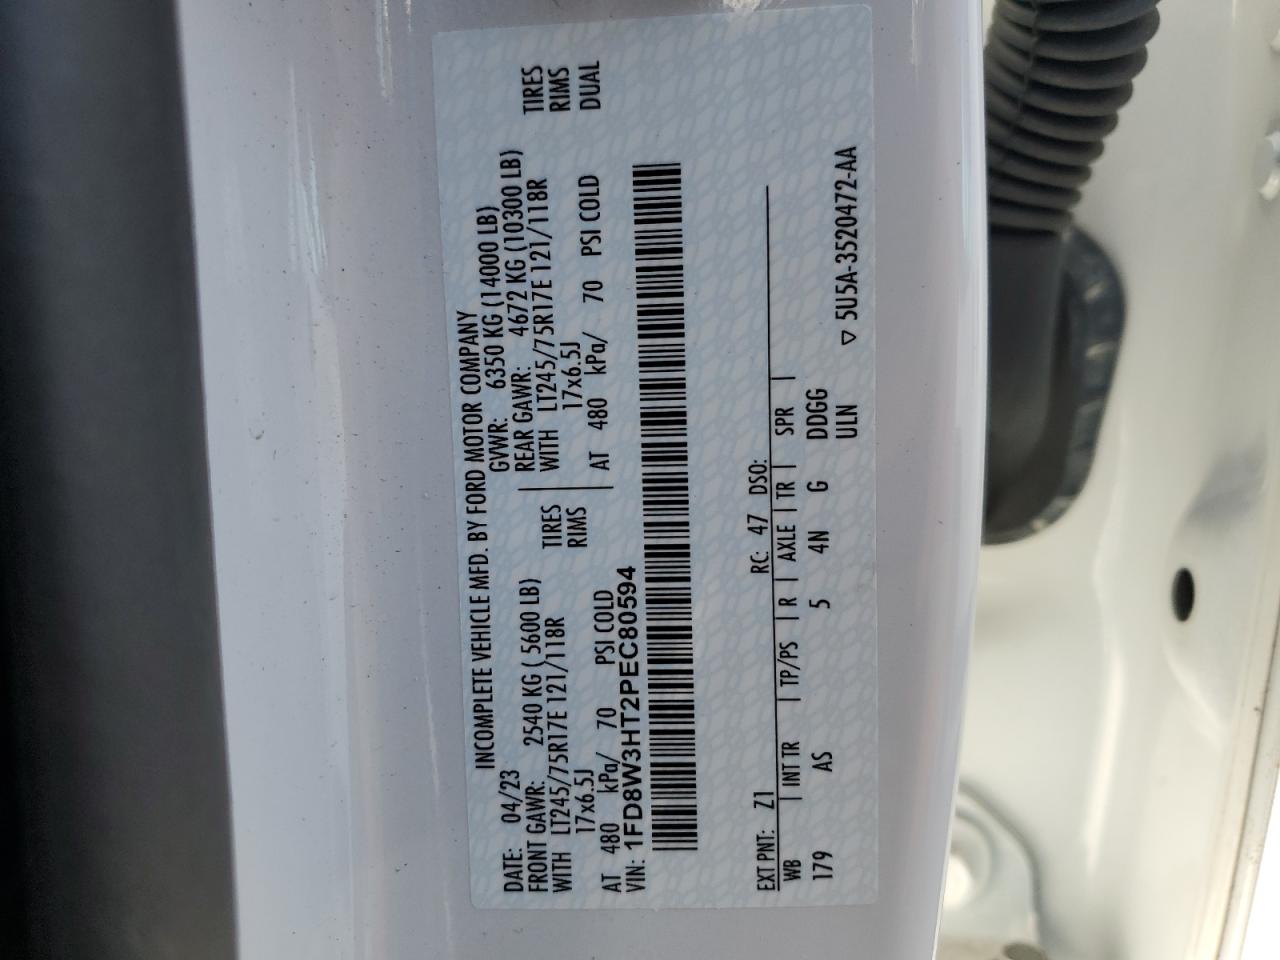 INCOMPLETE VEHICLE MFD. BY FORD MOTOR COMPANY
DATE: 04/23 GVWR: 6350 KG (14000 LB)
FRONT GAWR: 2540 KG ( 5600 LB) REAR GAWR: 4672 KG (10300 LB)
WITH LT245/75R17E 121/118R TIRES WITH LT245/75R17E 121/118R TIRES
17x6.5J RIMS 17x6.5J RIMS
AT 480 kPa/ 70 PSI COLD AT 480 kPa/ 70 PSI COLD DUAL
VIN: 1FD8W3HT2PEC80594
EXT PNT: Z1 RC: 47 DSO:
WB | INT TR | TP/PS | R | AXLE | TR | SPR |
179 AS 5 4N G DDGG
ULN
▽ 5U5A-3520472-AA